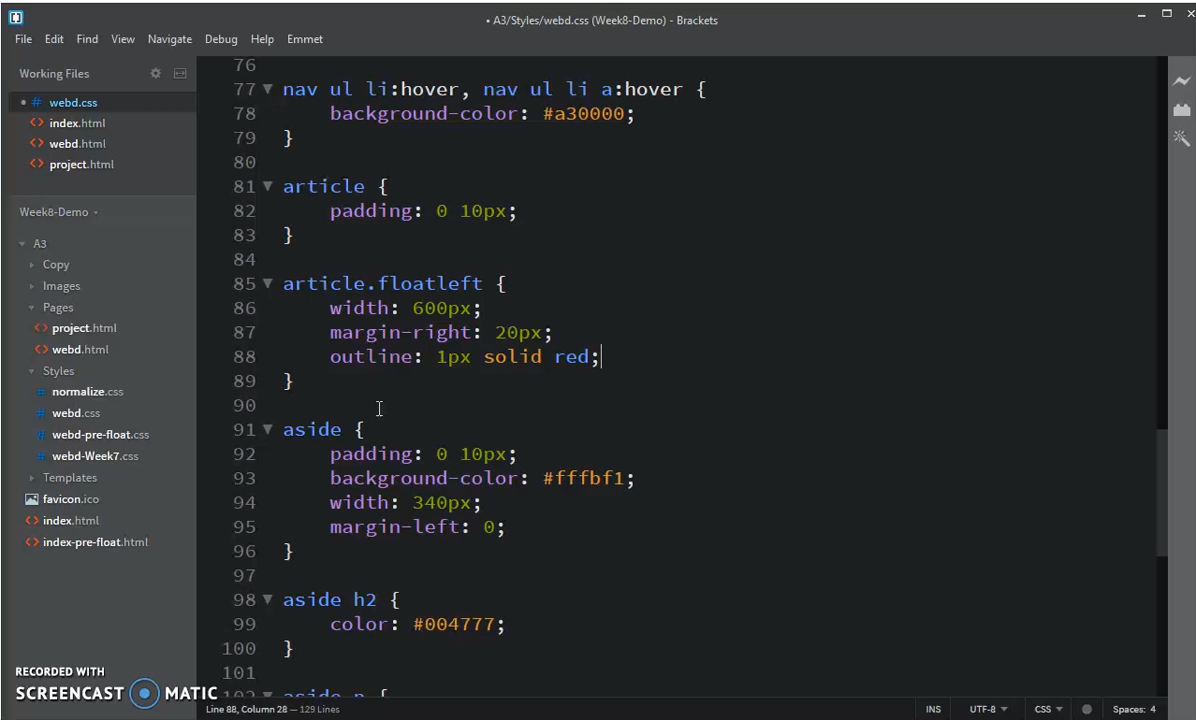 • A3/Styles/webd.css (Week8-Demo) - Brackets
File Edit Find View Navigate Debug Help Emmet
Working Files
webd.css
index.html
webd.html
project.html
Week8-Demo
A3
Copy
Images
Pages
project.html
webd.html
Styles
normalize.css
webd.css
webd-pre-float.css
webd-Week7.css
Templates
favicon.ico
index.html
index-pre-float.html
RECORDED WITH
SCREENCAST MATIC
76
77 nav ul li:hover, nav ul li a:hover {
78 background-color: #a30000;
79 }
80
81 article {
82 padding: 0 10px;
83 }
84
85 article.floatleft {
86 width: 600px;
87 margin-right: 20px;
88 outline: 1px solid red;
89 }
90
91 aside {
92 padding: 0 10px;
93 background-color: #fffbf1;
94 width: 340px;
95 margin-left: 0;
96 }
97
98 aside h2 {
99 color: #004777;
100 }
101
102 aside p {
Line 88, Column 28 — 129 Lines
INS UTF-8 CSS Spaces: 4